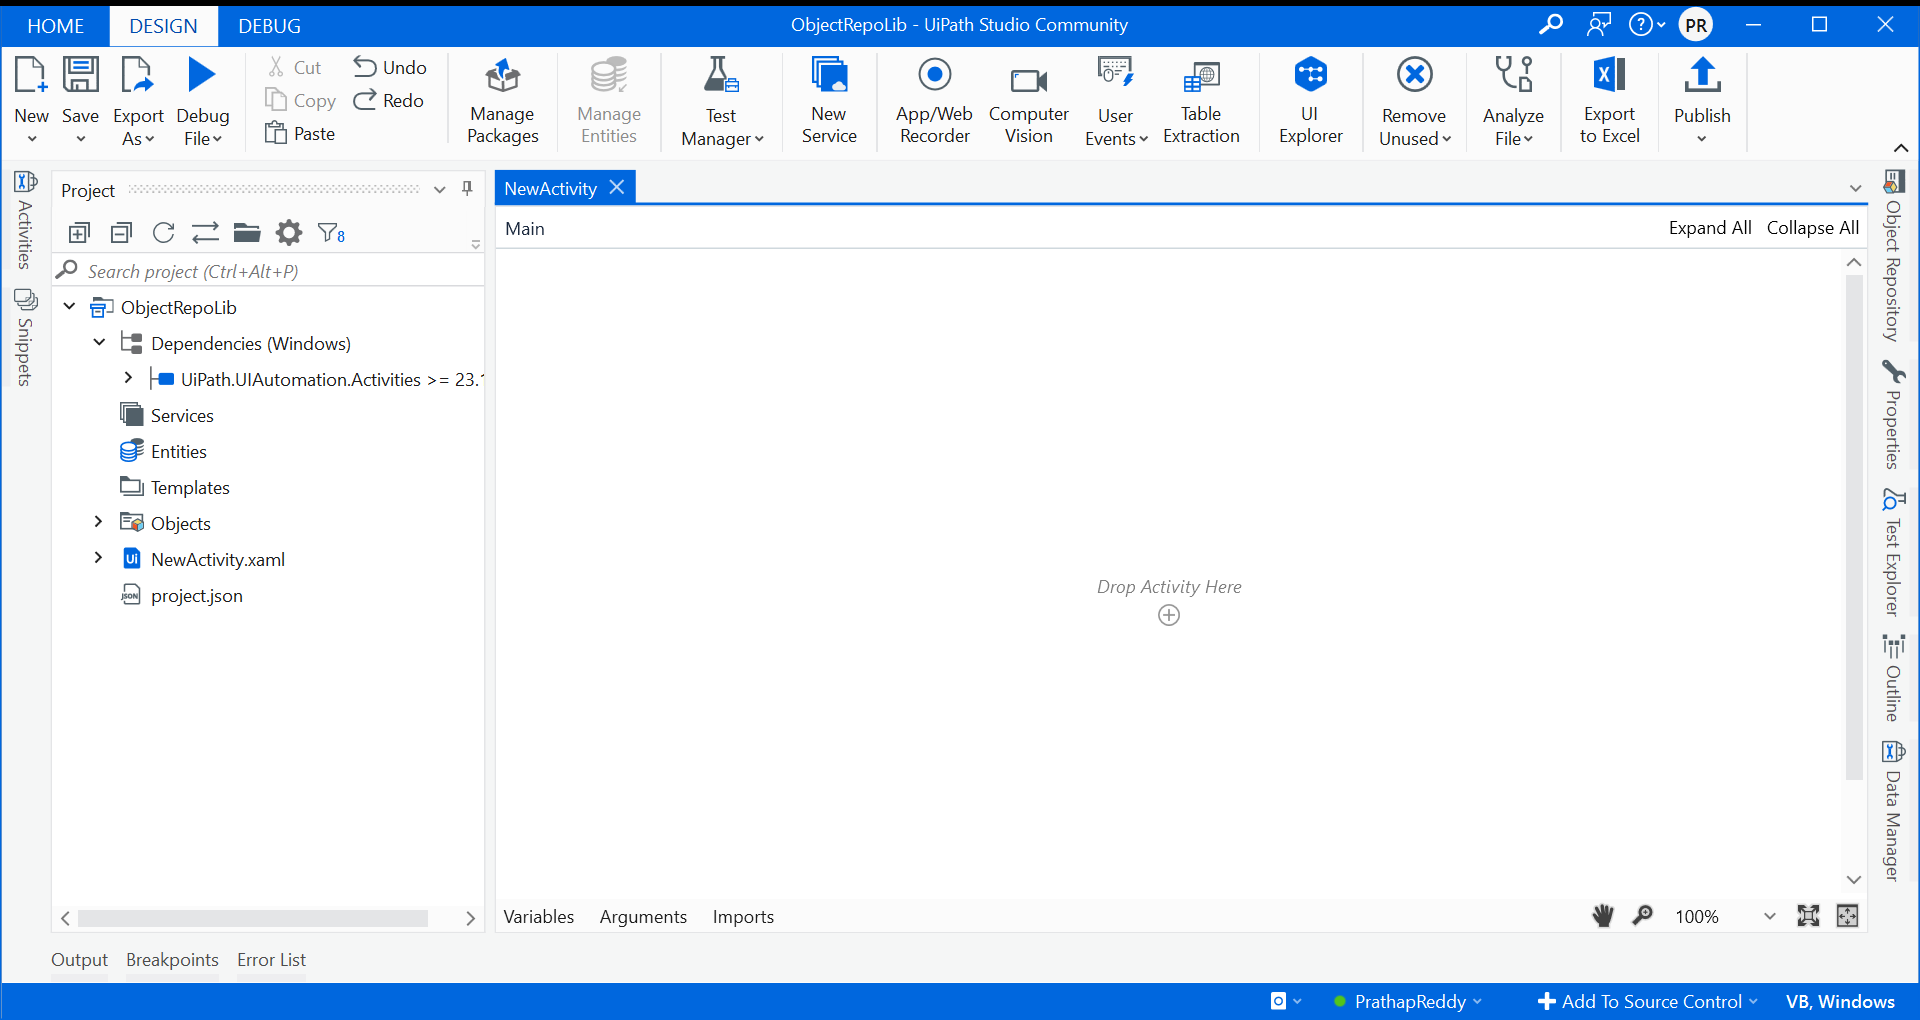 HOME DESIGN DEBUG
ObjectRepoLib - UiPath Studio Community
PR
New
Save
Export As
Debug File
Cut
Copy
Paste
Undo
Redo
Manage Packages
Manage Entities
Test Manager
New Service
App/Web Recorder
Computer Vision
User Events
Table Extraction
UI Explorer
Remove Unused
Analyze File
Export to Excel
Publish
Activities
Snippets
Project
8
Search project (Ctrl+Alt+P)
ObjectRepoLib
Dependencies (Windows)
UiPath.UIAutomation.Activities >= 23.
Services
Entities
Templates
Objects
Ui NewActivity.xaml
JSON project.json
NewActivity
Main
Expand All Collapse All
Drop Activity Here
Variables Arguments Imports
100%
Object Repository
Properties
Test Explorer
Outline
Data Manager
Output Breakpoints Error List
PrathapReddy
Add To Source Control
VB, Windows